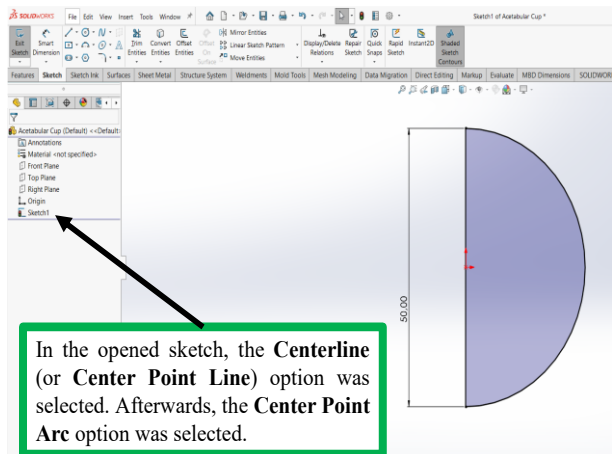 SOLIDWORKS File Edit View Insert Tools Window Sketch1 of Acetabular Cup *
Exit Sketch Smart Dimension Trim Entities Convert Entities Offset Entities Offset On Surface Mirror Entities Linear Sketch Pattern Move Entities Display/Delete Relations Repair Sketch Quick Snaps Rapid Sketch Instant2D Shaded Sketch Contours
Features Sketch Sketch Ink Surfaces Sheet Metal Structure System Weldments Mold Tools Mesh Modeling Data Migration Direct Editing Markup Evaluate MBD Dimensions SOLIDWOR
Acetabular Cup (Default) <<Default
Annotations
Material <not specified>
Front Plane
Top Plane
Right Plane
Origin
Sketch1
50.00
In the opened sketch, the Centerline
(or Center Point Line) option was
selected. Afterwards, the Center Point
Arc option was selected.